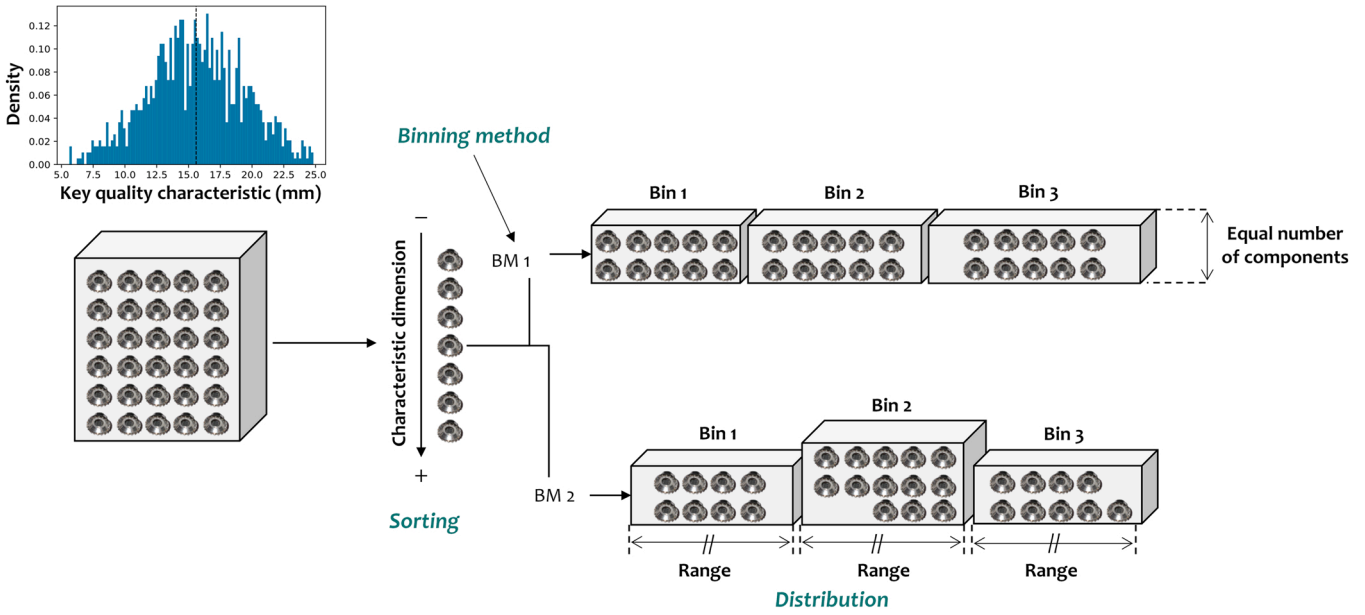 0.12
0.10
0.08
0.06
0.04
0.02
0.00
Density
5.0 7.5 10.0 12.5 15.0 17.5 20.0 22.5 25.0
Key quality characteristic (mm)
Binning method
−
Characteristic dimension
+
Sorting
BM 1
Bin 1 Bin 2 Bin 3
Equal number
of components
BM 2
Bin 1 Bin 2 Bin 3
// // //
Range Range Range
Distribution